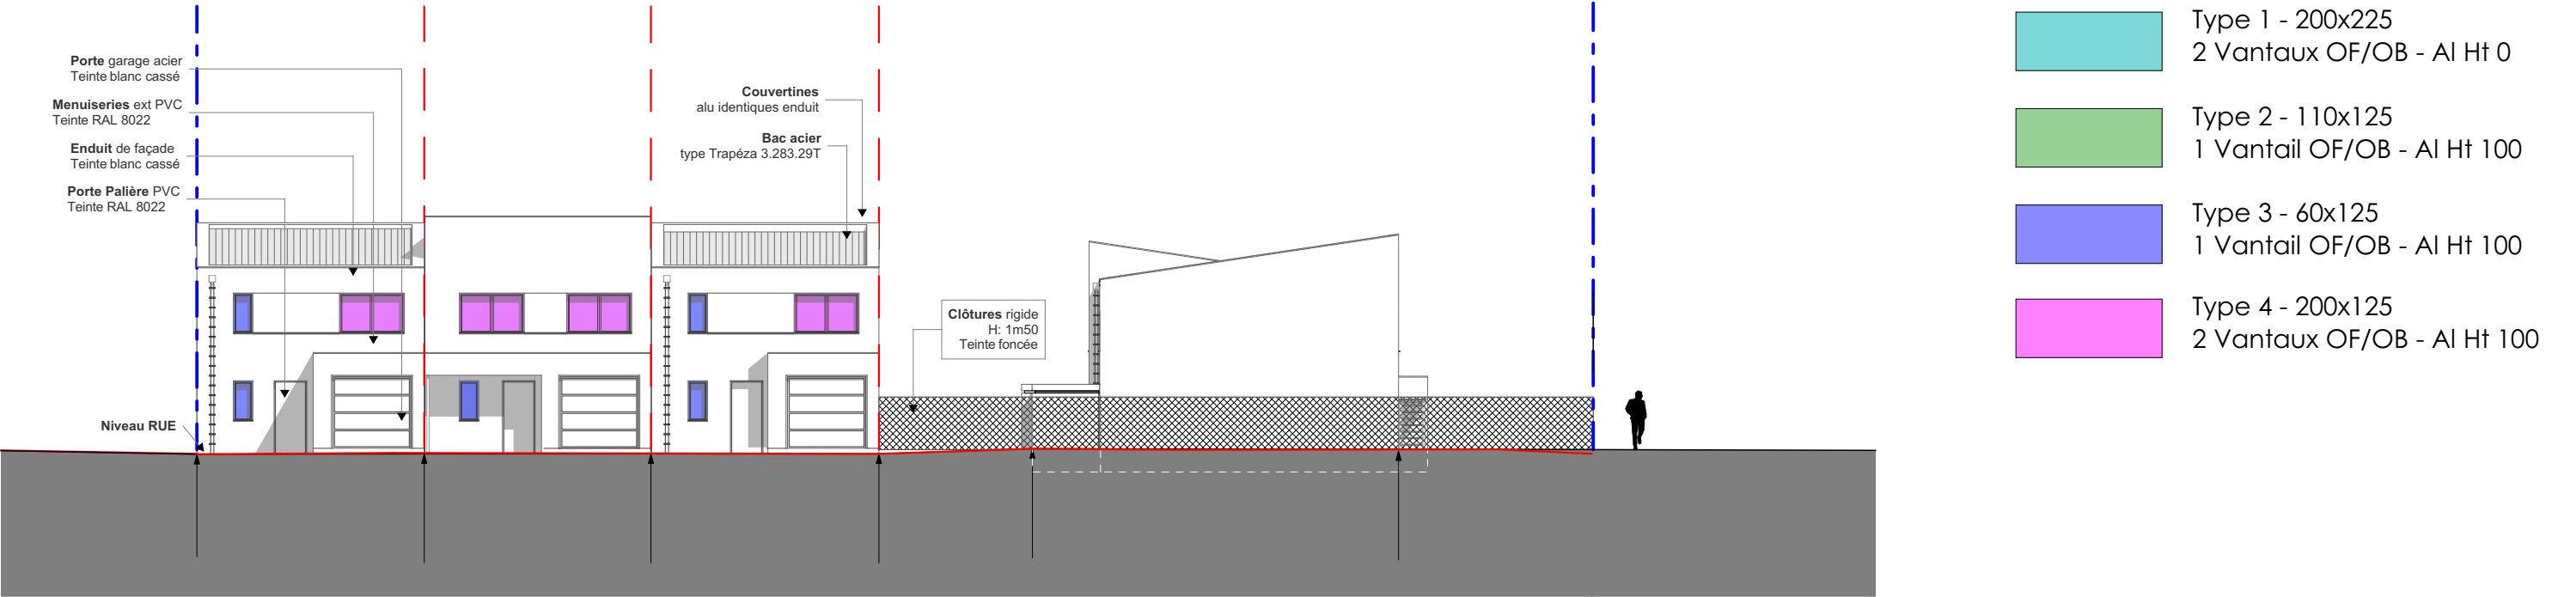 Porte garage acier
Teinte blanc cassé
Menuiseries ext PVC
Teinte RAL 8022
Enduit de façade
Teinte blanc cassé
Porte Palière PVC
Teinte RAL 8022
Niveau RUE
Couvertines
alu identiques enduit
Bac acier
type Trapéza 3.283.29T
Clôtures rigide
H: 1m50
Teinte foncée
Type 1 - 200x225
2 Vantaux OF/OB - Al Ht 0
Type 2 - 110x125
1 Vantail OF/OB - Al Ht 100
Type 3 - 60x125
1 Vantail OF/OB - Al Ht 100
Type 4 - 200x125
2 Vantaux OF/OB - Al Ht 100